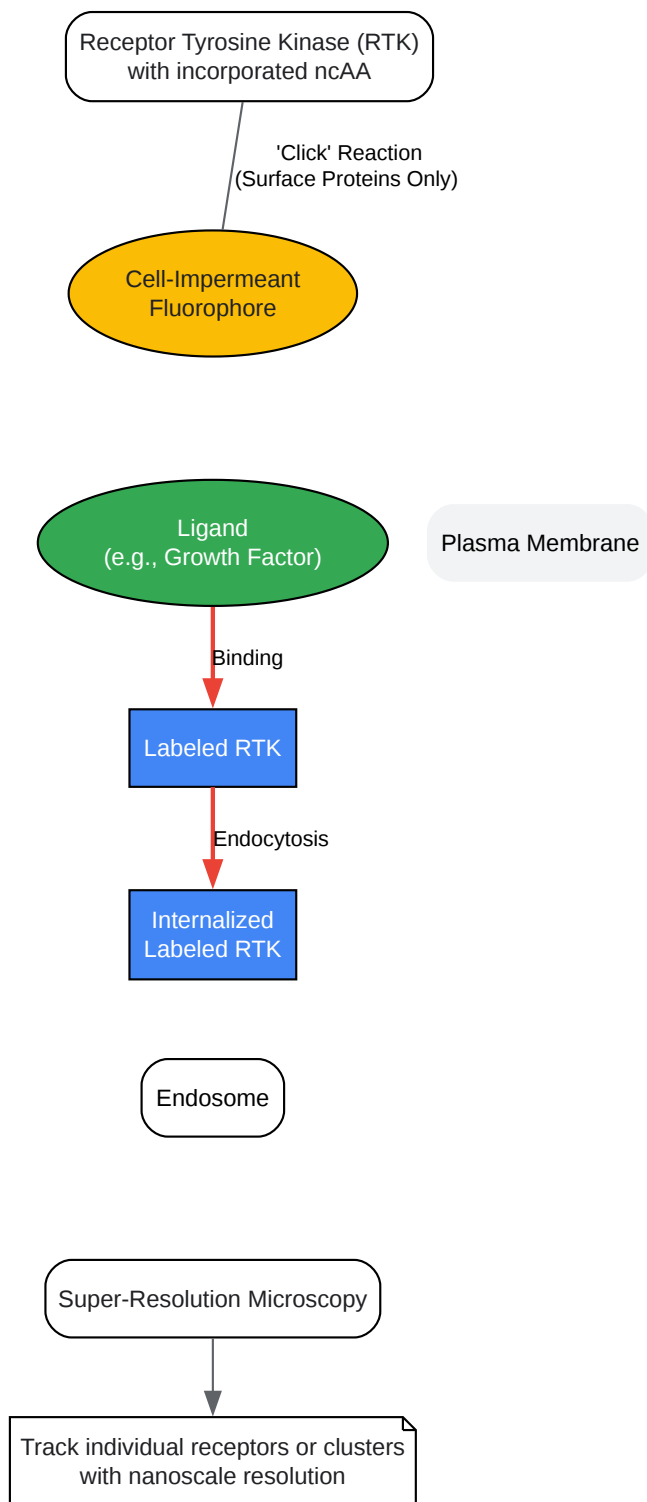 Receptor Tyrosine Kinase (RTK)
with incorporated ncAA
'Click' Reaction
(Surface Proteins Only)
Cell-Impermeant
Fluorophore
Ligand
(e.g., Growth Factor)
Plasma Membrane
Binding
Labeled RTK
Endocytosis
Internalized
Labeled RTK
Endosome
Super-Resolution Microscopy
Track individual receptors or clusters
with nanoscale resolution